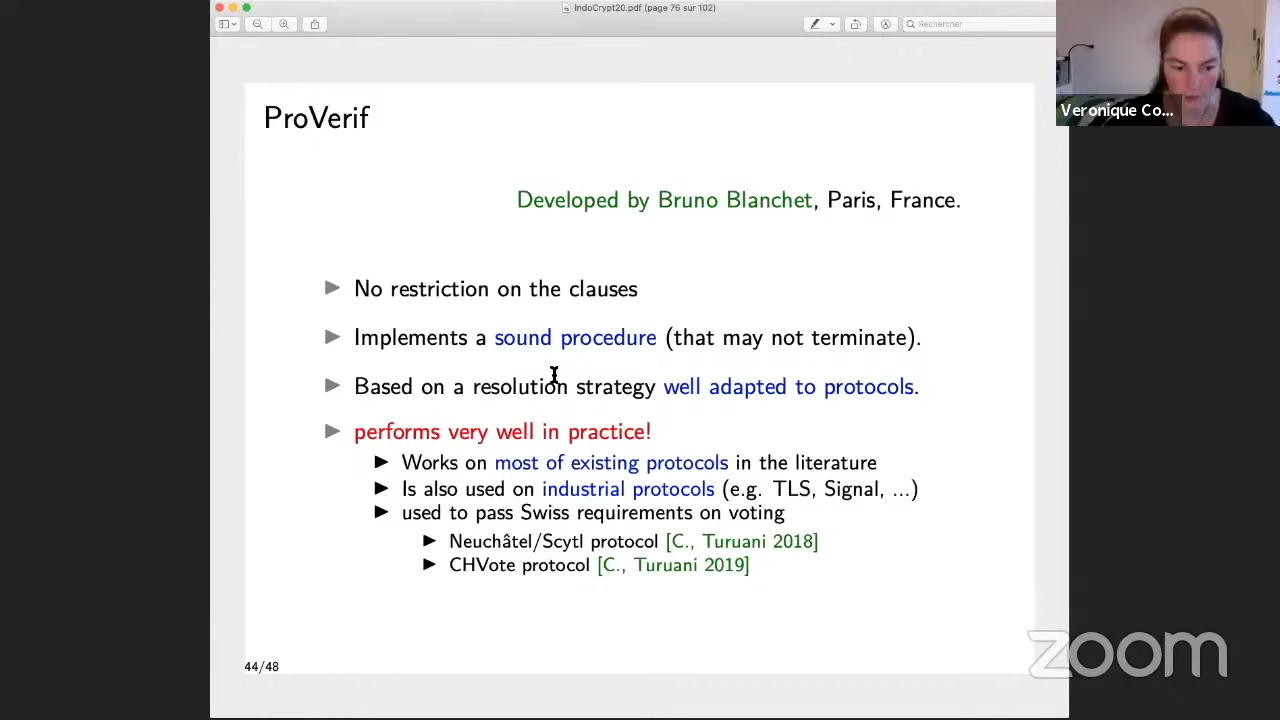 IndoCrypt20.pdf (page 76 sur 102)
Rechercher
Veronique Co...
ProVerif
Developed by Bruno Blanchet, Paris, France.
No restriction on the clauses
Implements a sound procedure (that may not terminate).
Based on a resolution strategy well adapted to protocols.
performs very well in practice!
Works on most of existing protocols in the literature
Is also used on industrial protocols (e.g. TLS, Signal, ...)
used to pass Swiss requirements on voting
Neuchâtel/Scytl protocol [C., Turuani 2018]
CHVote protocol [C., Turuani 2019]
44/48
zoom